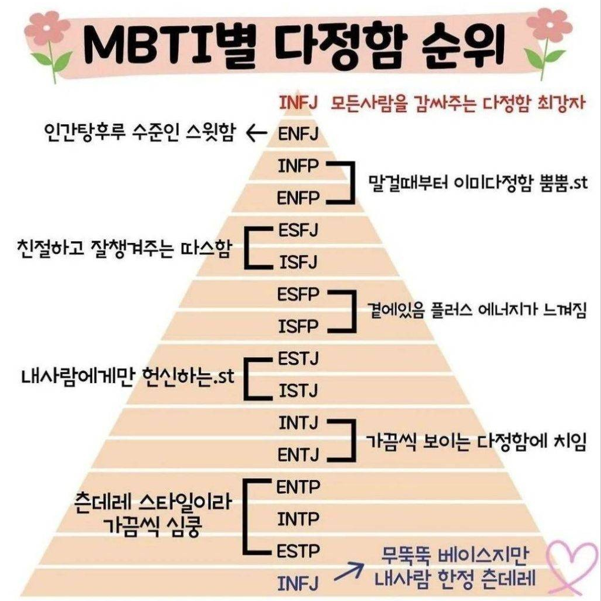 MBTI별 다정함 순위
INFJ 모든사람을 감싸주는 다정함 최강자
인간탕후루 수준인 스윗함 ← ENFJ
INFP
ENFP
말걸때부터 이미다정함 뿜뿜.st
ESFJ
ISFJ
친절하고 잘챙겨주는 따스함
ESFP
ISFP
곁에있음 플러스 에너지가 느껴짐
ESTJ
ISTJ
내사람에게만 헌신하는.st
INTJ
ENTJ
가끔씩 보이는 다정함에 치임
ENTP
INTP
ESTP
츤데레 스타일이라
가끔씩 심쿵
INFJ
무뚝뚝 베이스지만
내사람 한정 츤데레